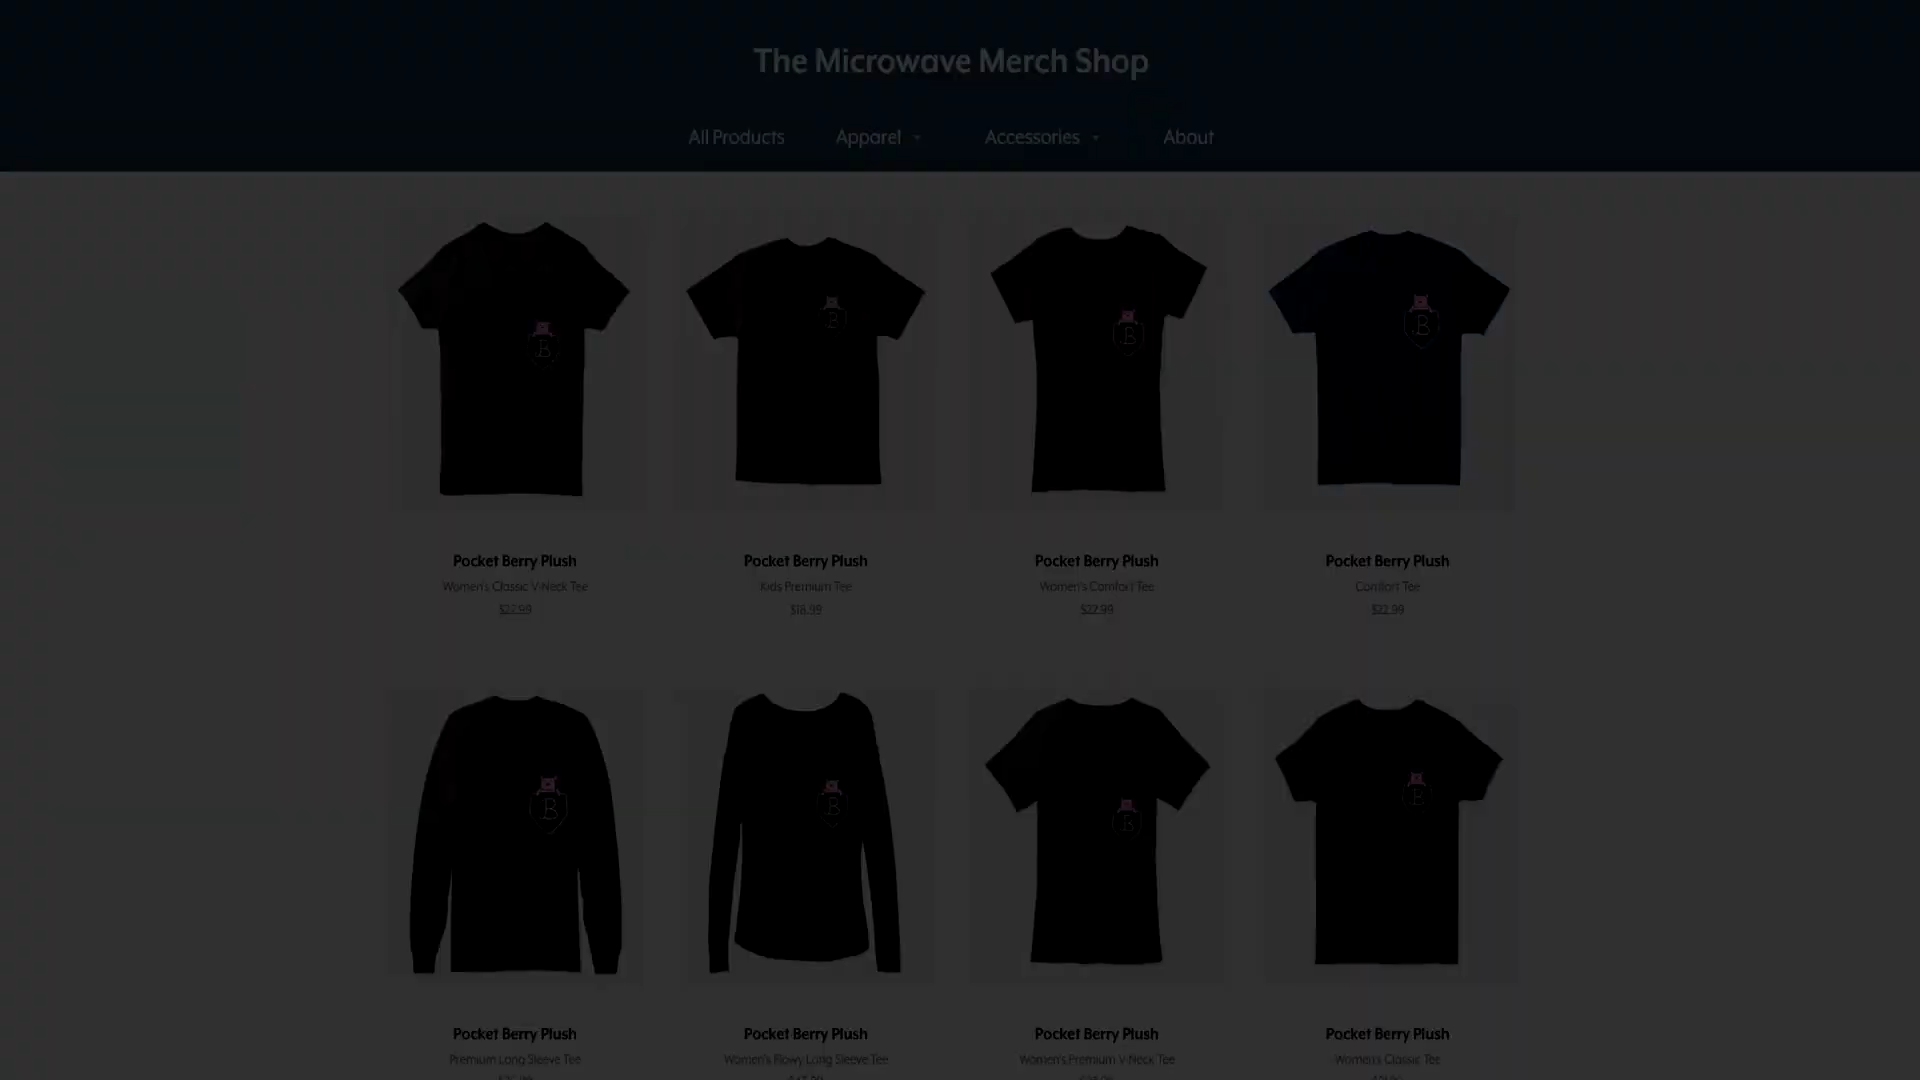 The Microwave Merch Shop
All Products Apparel Accessories About
B B B B
Pocket Berry Plush Pocket Berry Plush Pocket Berry Plush Pocket Berry Plush
Women's Classic V-Neck Tee Kids Premium Tee Women's Comfort Tee Comfort Tee
$22.99 $18.99 $22.99 $22.99
B B B B
Pocket Berry Plush Pocket Berry Plush Pocket Berry Plush Pocket Berry Plush
Premium Long Sleeve Tee Women's Flowy Long Sleeve Tee Women's Premium V-Neck Tee Women's Classic Tee